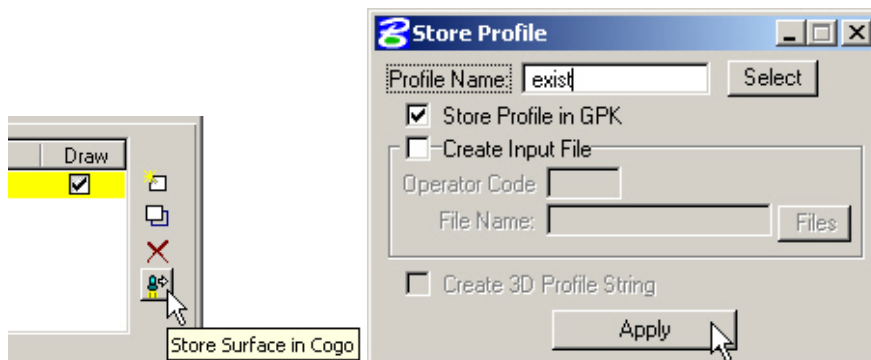 Draw
Store Surface in Cogo
Store Profile
Profile Name: exist Select
Store Profile in GPK
Create Input File
Operator Code
File Name: Files
Create 3D Profile String
Apply